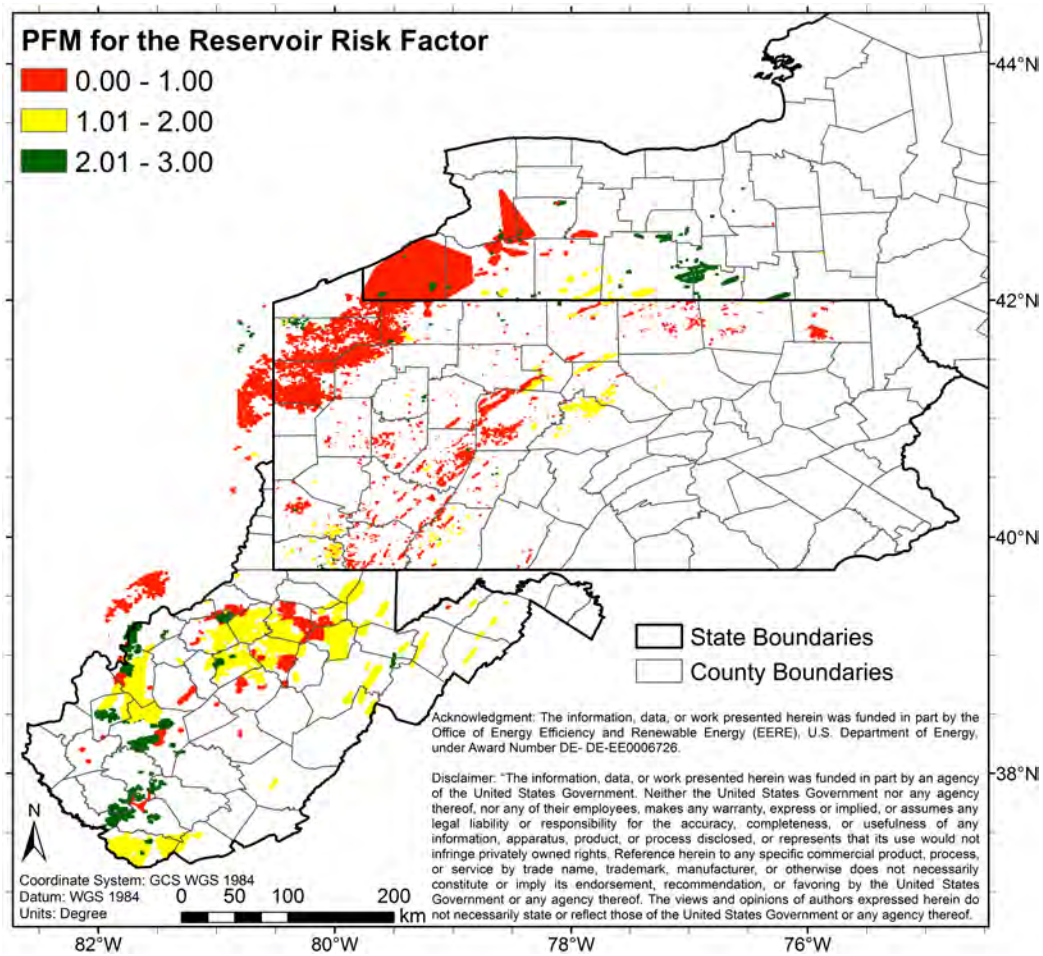 PFM for the Reservoir Risk Factor
0.00 - 1.00
1.01 - 2.00
2.01 - 3.00
44°N
42°N
40°N
State Boundaries
County Boundaries
Acknowledgment: The information, data, or work presented herein was funded in part by the
Office of Energy Efficiency and Renewable Energy (EERE), U.S. Department of Energy,
under Award Number DE- DE-EE0006726.
38°N
Disclaimer: "The information, data, or work presented herein was funded in part by an agency
of the United States Government. Neither the United States Government nor any agency
thereof, nor any of their employees, makes any warranty, express or implied, or assumes any
legal liability or responsibility for the accuracy, completeness, or usefulness of any
information, apparatus, product, or process disclosed, or represents that its use would not
infringe privately owned rights. Reference herein to any specific commercial product, process,
or service by trade name, trademark, manufacturer, or otherwise does not necessarily
constitute or imply its endorsement, recommendation, or favoring by the United States
Government or any agency thereof. The views and opinions of authors expressed herein do
not necessarily state or reflect those of the United States Government or any agency thereof.
N
Coordinate System: GCS WGS 1984
Datum: WGS 1984
Units: Degree
0 50 100 200
km
82°W 80°W 78°W 76°W